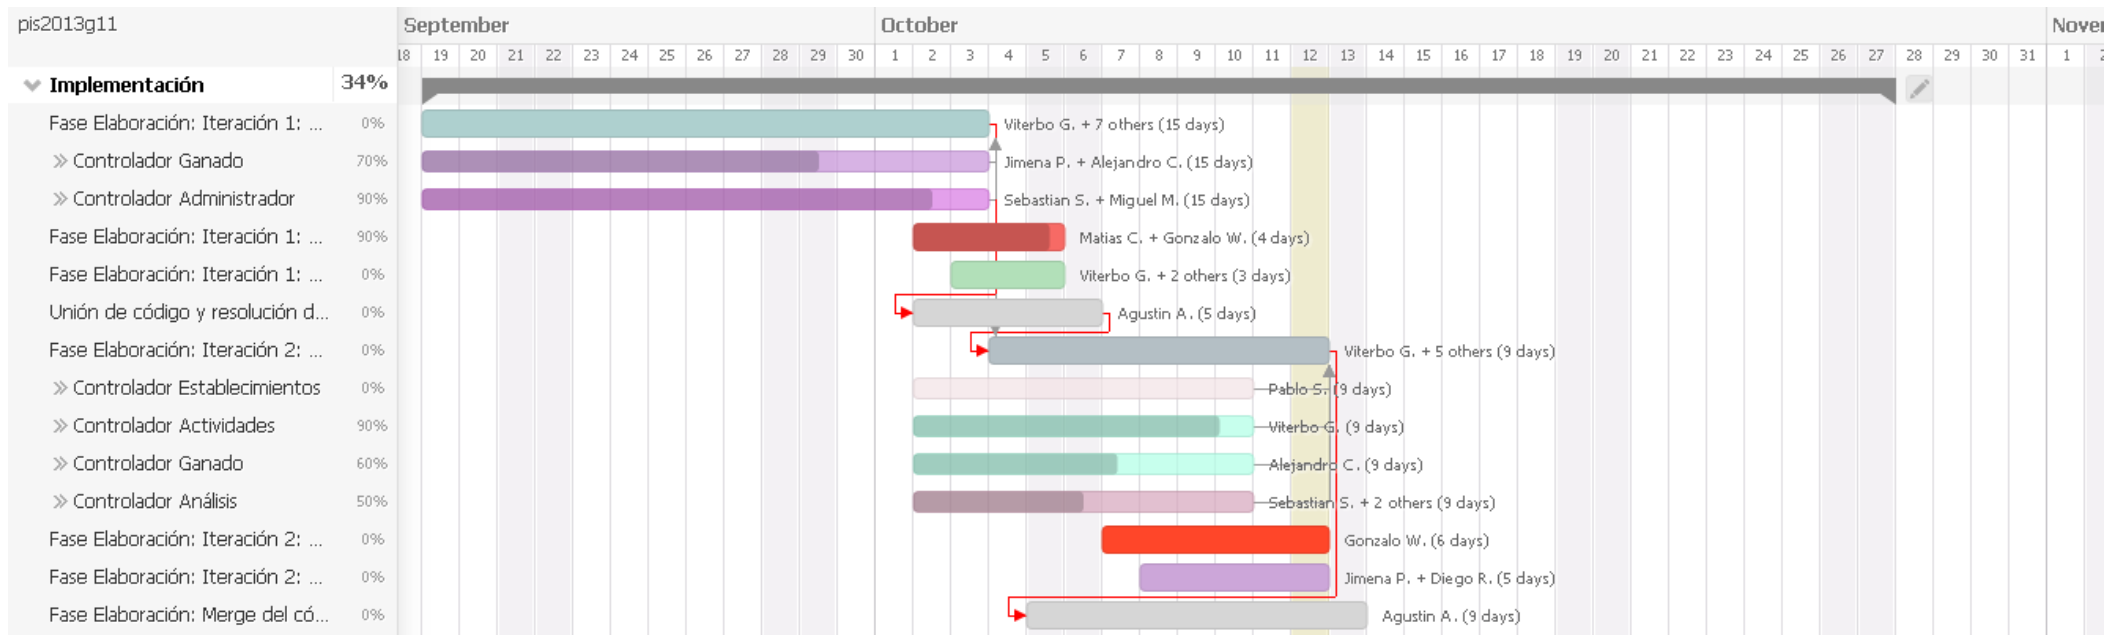 pis2013g11 September October Nover
18 19 20 21 22 23 24 25 26 27 28 29 30 1 2 3 4 5 6 7 8 9 10 11 12 13 14 15 16 17 18 19 20 21 22 23 24 25 26 27 28 29 30 31 1 2
Implementación 34%
Fase Elaboración: Iteración 1: ... 0% Viterbo G. + 7 others (15 days)
Controlador Ganado 70% Jimena P. + Alejandro C. (15 days)
Controlador Administrador 90% Sebastian S. + Miguel M. (15 days)
Fase Elaboración: Iteración 1: ... 90% Matias C. + Gonzalo W. (4 days)
Fase Elaboración: Iteración 1: ... 0% Viterbo G. + 2 others (3 days)
Unión de código y resolución d... 0% Agustin A. (5 days)
Fase Elaboración: Iteración 2: ... 0% Viterbo G. + 5 others (9 days)
Controlador Establecimientos 0% Pablo S. (9 days)
Controlador Actividades 90% Viterbo G. (9 days)
Controlador Ganado 60% Alejandro C. (9 days)
Controlador Análisis 50% Sebastian S. + 2 others (9 days)
Fase Elaboración: Iteración 2: ... 0% Gonzalo W. (6 days)
Fase Elaboración: Iteración 2: ... 0% Jimena P. + Diego R. (5 days)
Fase Elaboración: Merge del có... 0% Agustin A. (9 days)